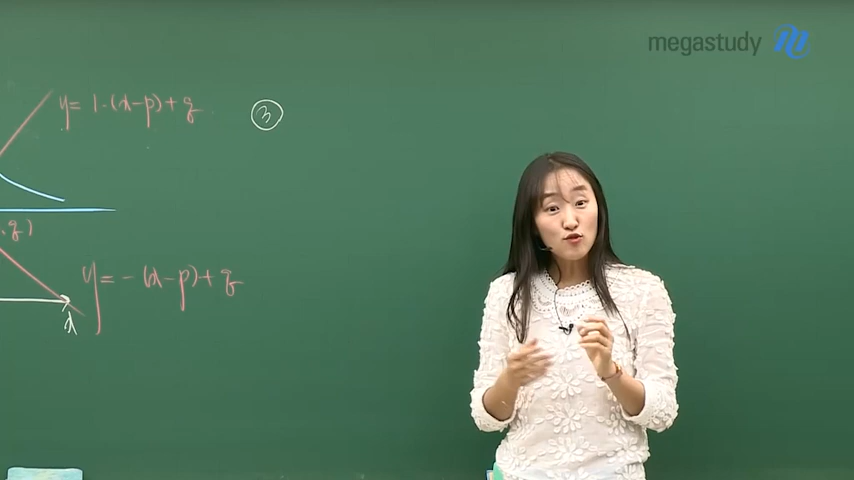 megastudy
y = 1·(x-p)+q
③
,q)
y = -(x-p)+q
x